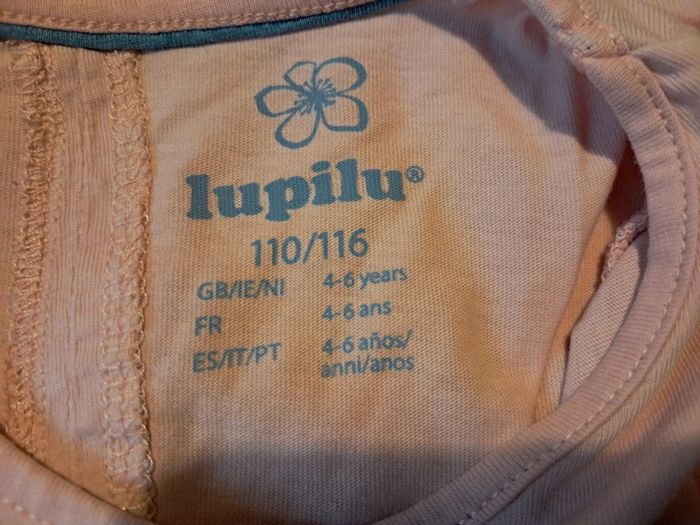 lupilu®
110/116
GB/IE/NI 4-6 years
FR 4-6 ans
ES/IT/PT 4-6 años/
anni/anos